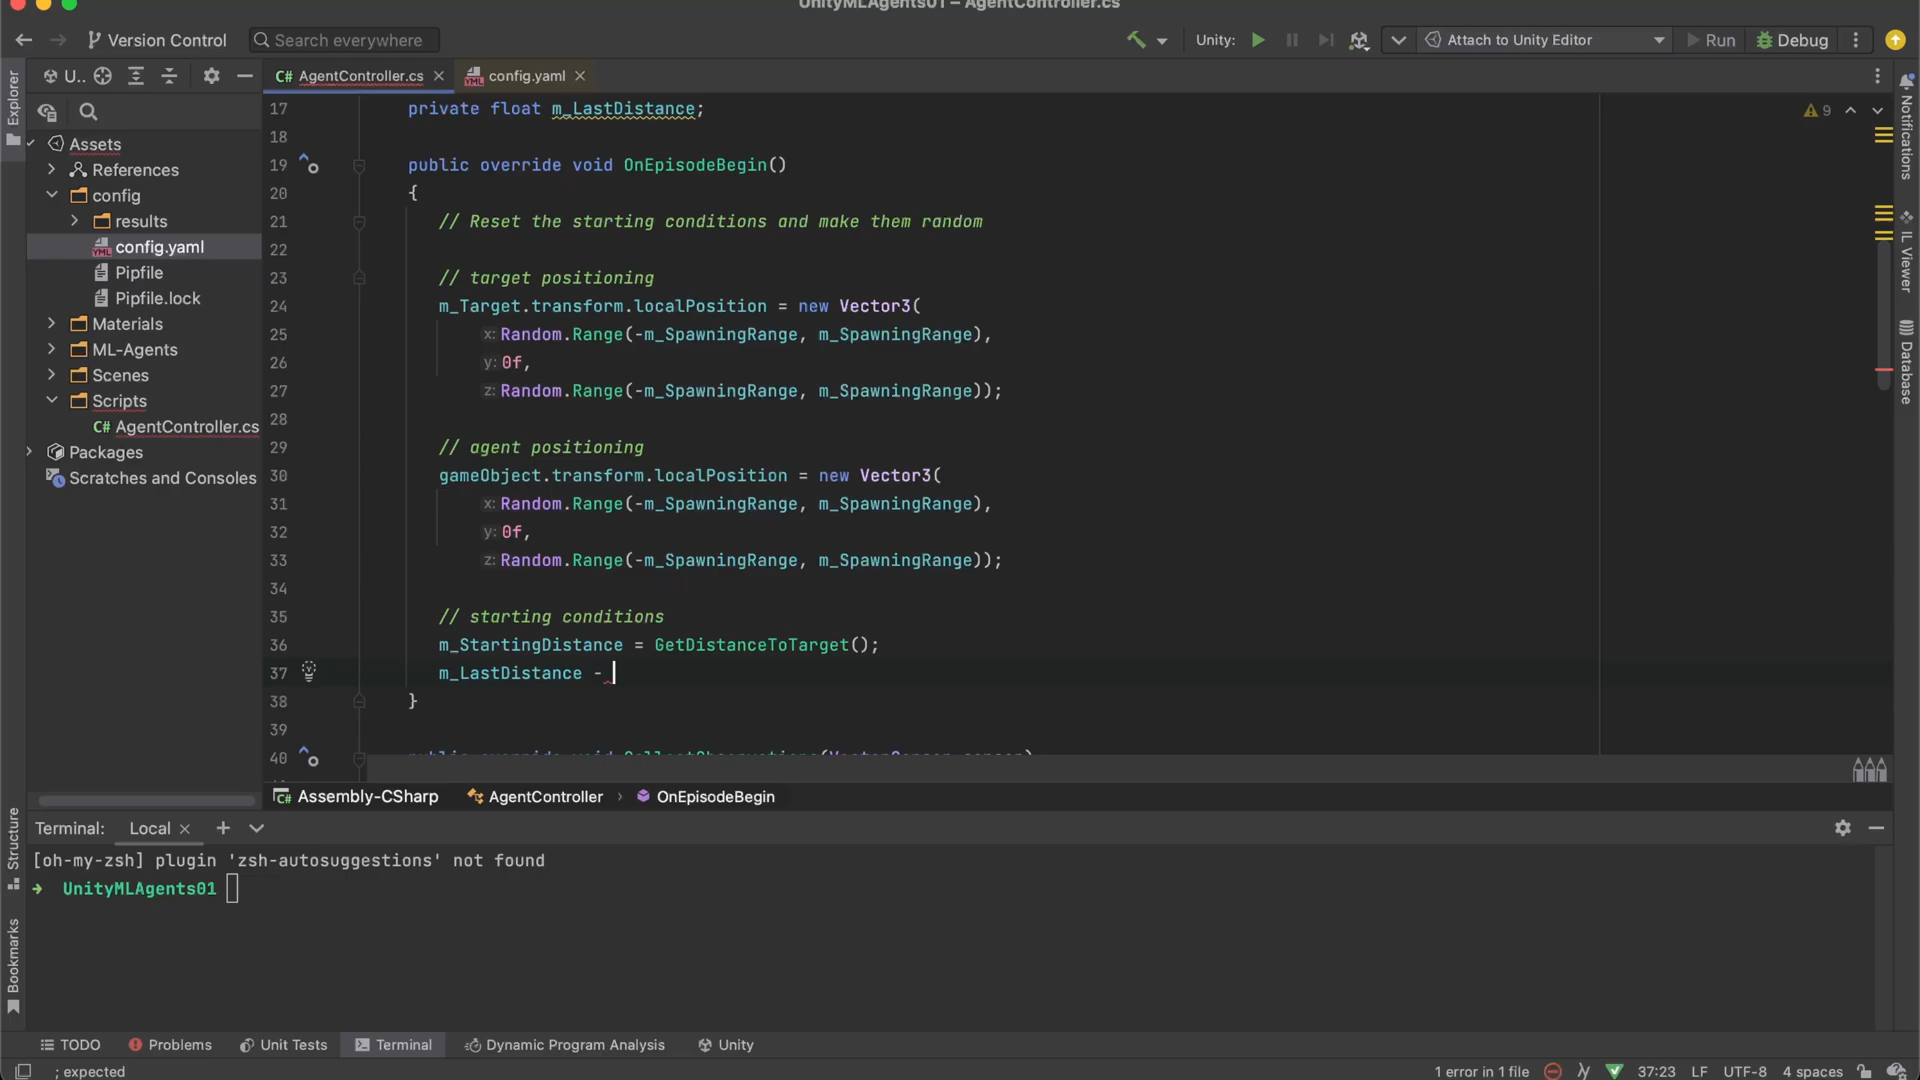 UnityMLAgents01 – AgentController.cs
Version Control
Search everywhere
Unity:
Attach to Unity Editor
Run
Debug
Explorer
U..
C# AgentController.cs
config.yaml
Notifications
IL Viewer
Database
Assets
References
config
results
config.yaml
Pipfile
Pipfile.lock
Materials
ML-Agents
Scenes
Scripts
C# AgentController.cs
Packages
Scratches and Consoles
9
17 private float m_LastDistance;
18
19 public override void OnEpisodeBegin()
20 {
21 // Reset the starting conditions and make them random
22
23 // target positioning
24 m_Target.transform.localPosition = new Vector3(
25 x: Random.Range(-m_SpawningRange, m_SpawningRange),
26 y: 0f,
27 z: Random.Range(-m_SpawningRange, m_SpawningRange));
28
29 // agent positioning
30 gameObject.transform.localPosition = new Vector3(
31 x: Random.Range(-m_SpawningRange, m_SpawningRange),
32 y: 0f,
33 z: Random.Range(-m_SpawningRange, m_SpawningRange));
34
35 // starting conditions
36 m_StartingDistance = GetDistanceToTarget();
37 m_LastDistance -
38 }
39
40 public override void CollectObservations(VectorSensor sensor)
Assembly-CSharp
AgentController › OnEpisodeBegin
Structure
Bookmarks
Terminal: Local
[oh-my-zsh] plugin 'zsh-autosuggestions' not found
UnityMLAgents01
TODO
Problems
Unit Tests
Terminal
Dynamic Program Analysis
Unity
; expected
1 error in 1 file
37:23
LF
UTF-8
4 spaces